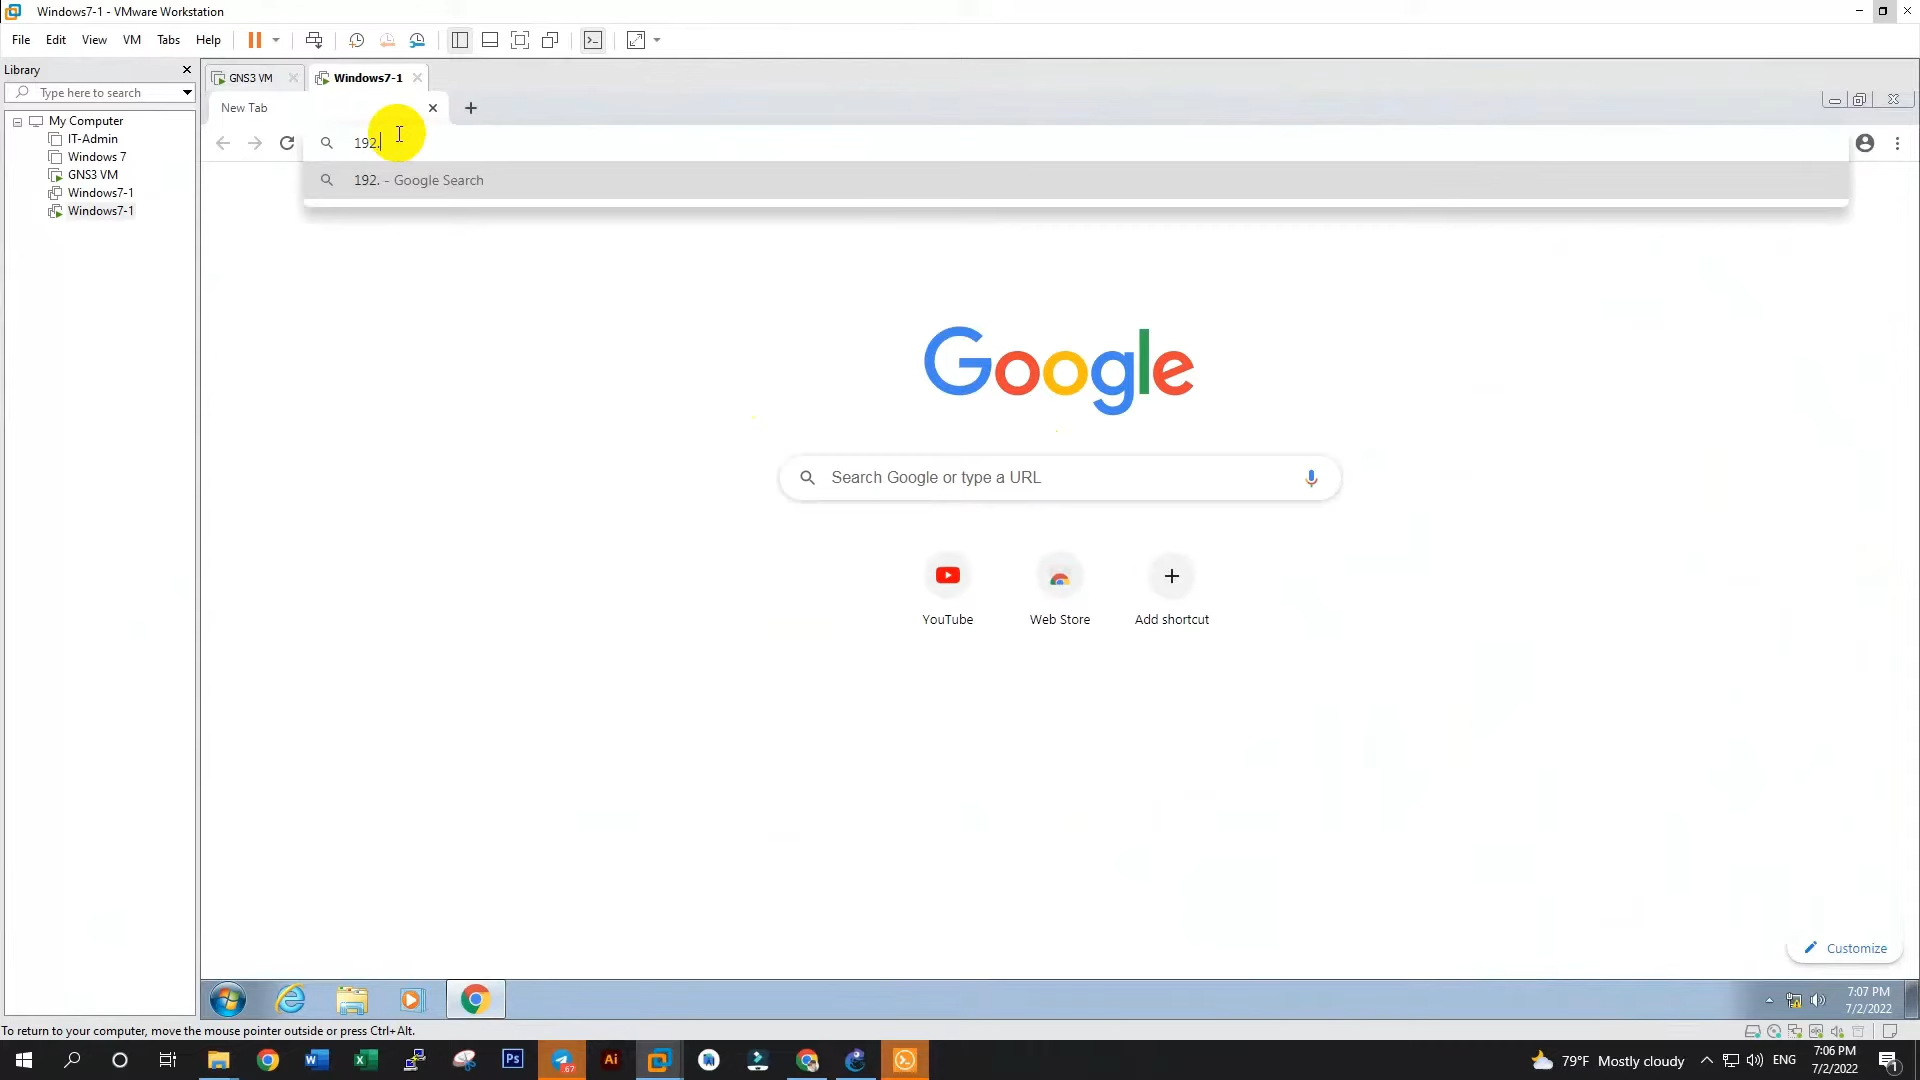 Windows7-1 - VMware Workstation
File Edit View VM Tabs Help
Library
Type here to search
My Computer
IT-Admin
Windows 7
GNS3 VM
Windows7-1
Windows7-1
GNS3 VM
Windows7-1
New Tab
192.
192. - Google Search
Google
Search Google or type a URL
YouTube
Web Store
Add shortcut
Customize
7:07 PM
7/2/2022
To return to your computer, move the mouse pointer outside or press Ctrl+Alt.
W
X
Ps
67
Ai
79°F Mostly cloudy
ENG
7:06 PM
7/2/2022
1